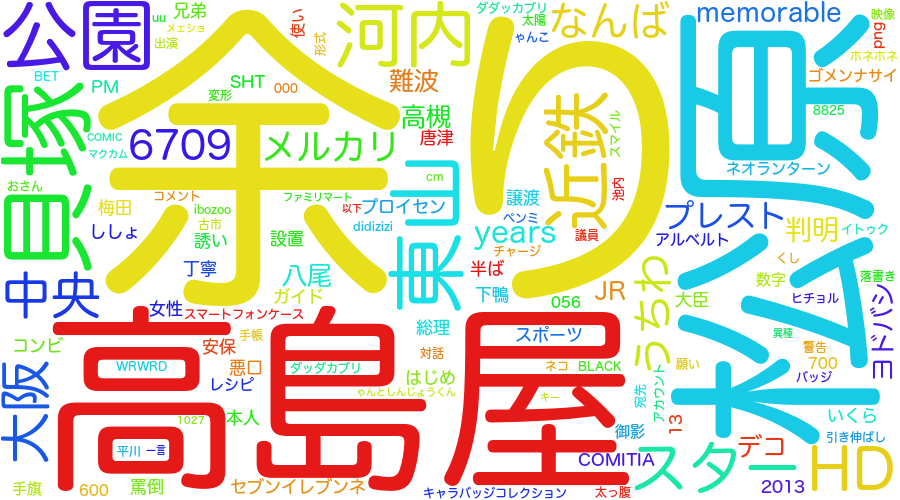 公園
uu
兄弟
メェショ
出演
使い
形式
河内
ダダッカブリ
太陽
ゃんこ
なんば
memorable
映像
png
ホネホネ
BET
PM
SHT
000
変形
難波
ゴメンナサイ
余り
原
貝塚
COMIC
マクカム
6709
メルカリ
高槻
唐津
近鉄
スマイル
8825
ネオランターン
おさん
梅田
コメント
ibozoo
古市
ファミリマート
以下
プロイセン
didizizi
cm
東山
譲渡
ペンミ
池内
議員
プレスト
判明
イトゥク
ししょ
誘い
設置
years
チャージ
アルベルト
くし
落書き
丁寧
八尾
ガイド
半ば
下鴨
056
JR
うちわ
大臣
数字
ヒチョル
ヨドバシ
中央
女性
スマートフォンケース
手帳
総理
スポーツ
松山
異種
コンビ
安保
対話
警告
700
大阪
WRWRD
悪口
ダッダカブリ
はじめ
ネコ
BLACK
願い
バッジ
レシピ
ゃんとしんじょうくん
キー
宛先
アカウント
高島屋
1027
本人
13
いくら
御影
引き伸ばし
平川
一言
COMITIA
スター
デコ
HD
手旗
600
罵倒
セブンイレブンネ
キャラバッジコレクション
太っ腹
2013